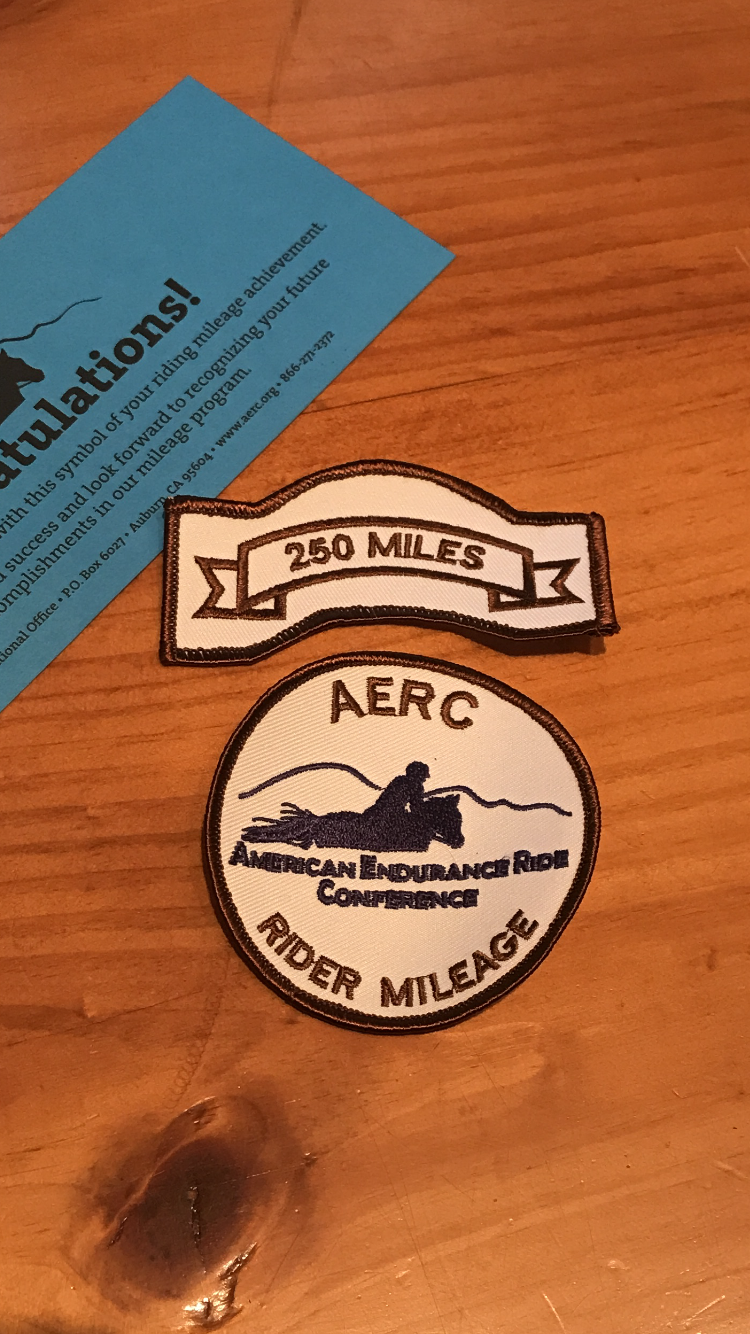 atulations!
with this symbol of your riding mileage achievement.
success and look forward to recognizing your future
omplishments in our mileage program.
tional Office • P.O. Box 6027 • Auburn, CA 95604 • www.aerc.org • 866-271-2372
250 MILES
AERC
AMERICAN ENDURANCE RIDE
CONFERENCE
RIDER MILEAGE